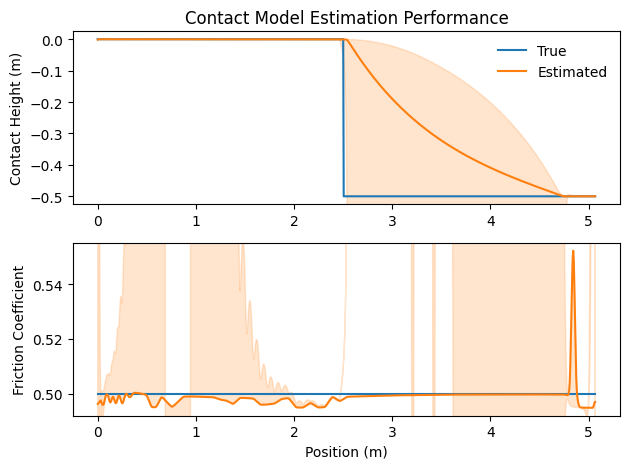 Contact Model Estimation Performance
Contact Height (m)
0.0
−0.1
−0.2
−0.3
−0.4
−0.5
True
Estimated
0 1 2 3 4 5
Friction Coefficient
0.54
0.52
0.50
0 1 2 3 4 5
Position (m)